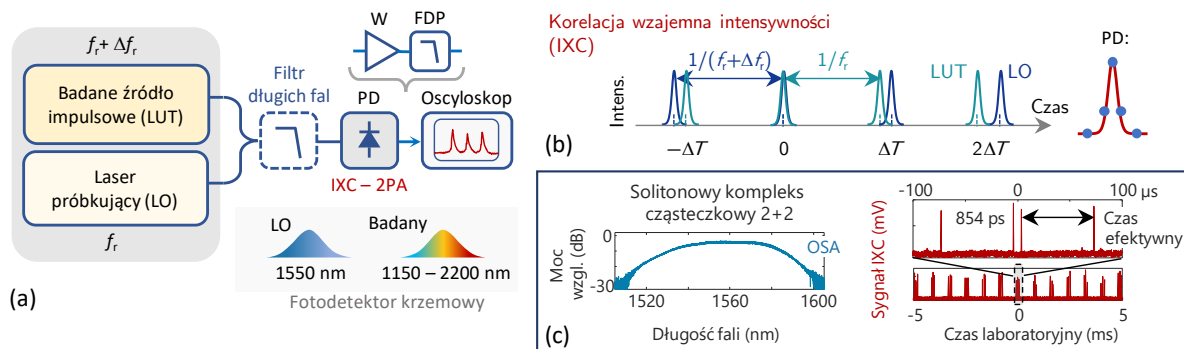 f_r + Δf_r
Badane źródło
impulsowe (LUT)
Laser
próbkujący (LO)
f_r
Filtr
długich fal
W
FDP
PD
Oscyloskop
IXC – 2PA
LO
Badany
1550 nm
1150 – 2200 nm
Fotodetektor krzemowy
(a)
Korelacja wzajemna intensywności
(IXC)
PD:
Intens.
1/(f_r+Δf_r)
1/f_r
LUT
LO
Czas
−ΔT
0
ΔT
2ΔT
(b)
Solitonowy kompleks
cząsteczkowy 2+2
Moc
wzgl. (dB)
0
-30
OSA
1520
1560
1600
Długość fali (nm)
(c)
Sygnał IXC (mV)
-100
0
100 μs
854 ps
Czas
efektywny
-5
0
5
Czas laboratoryjny (ms)